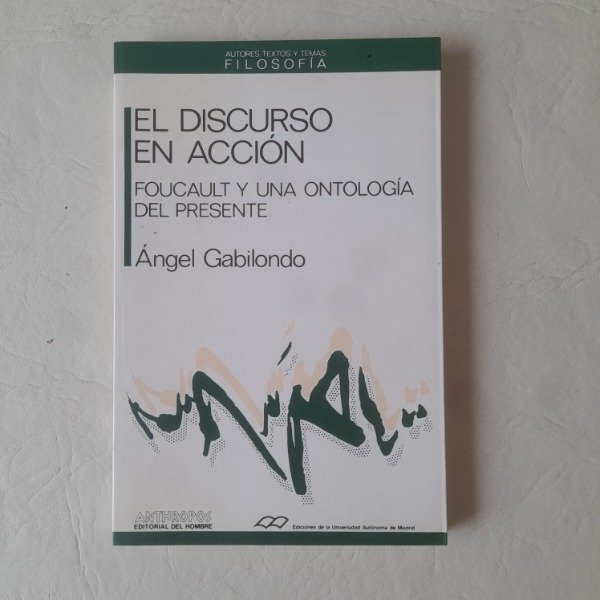 AUTORES, TEXTOS Y TEMAS
FILOSOFÍA
EL DISCURSO
EN ACCIÓN
FOUCAULT Y UNA ONTOLOGÍA
DEL PRESENTE
Ángel Gabilondo
ANTHROPOS
EDITORIAL DEL HOMBRE
Ediciones de la Universidad Autónoma de Madrid